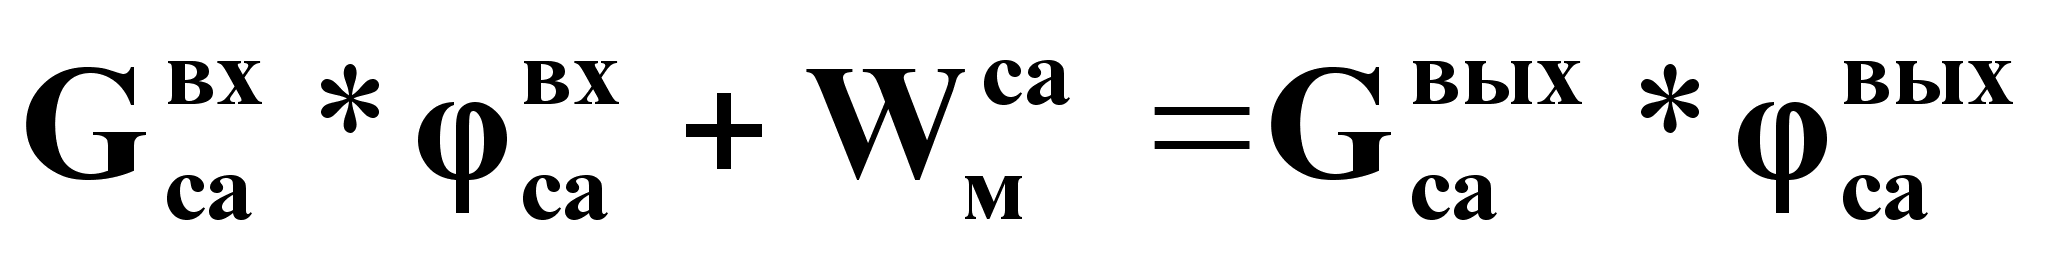 G_са^вх * φ_са^вх + W_м^са = G_са^вых * φ_са^вых